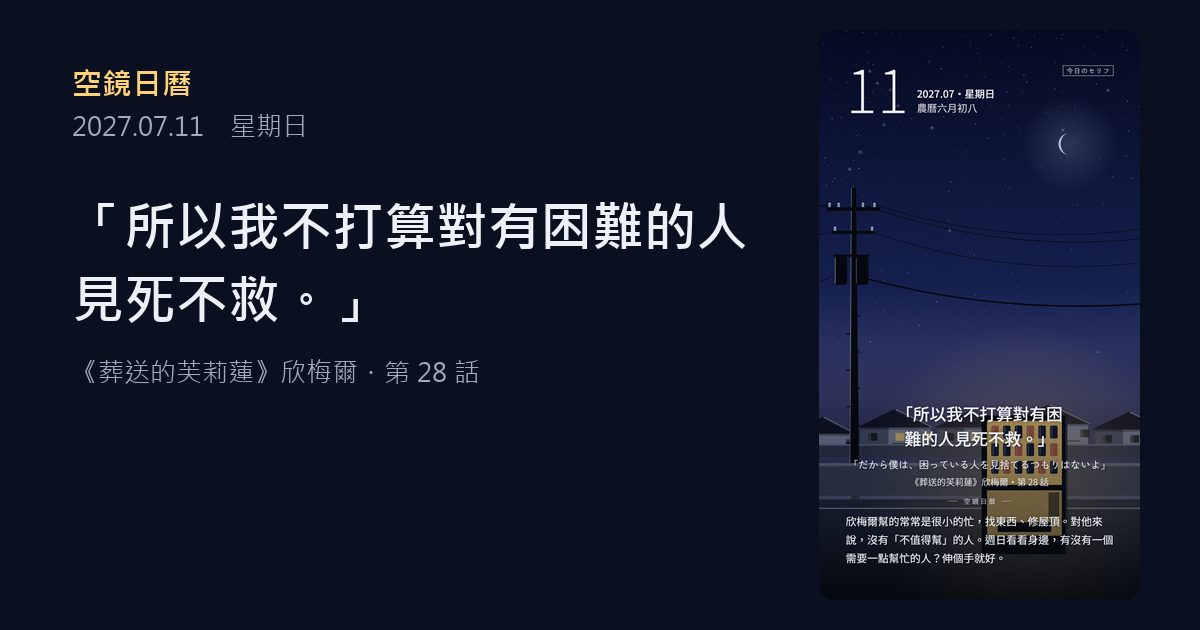 空鏡日曆
2027.07.11 星期日
「所以我不打算對有困難的人
見死不救。」
《葬送的芙莉蓮》欣梅爾．第 28 話
11
2027.07・星期日
農曆六月初八
今日のセリフ
「所以我不打算對有困
難的人見死不救。」
「だから僕は、困っている人を見捨てるつもりはないよ」
《葬送的芙莉蓮》欣梅爾・第 28 話
— 空鏡日曆 —
欣梅爾幫的常常是很小的忙，找東西、修屋頂。對他來
說，沒有「不值得幫」的人。週日看看身邊，有沒有一個
需要一點幫忙的人？伸個手就好。